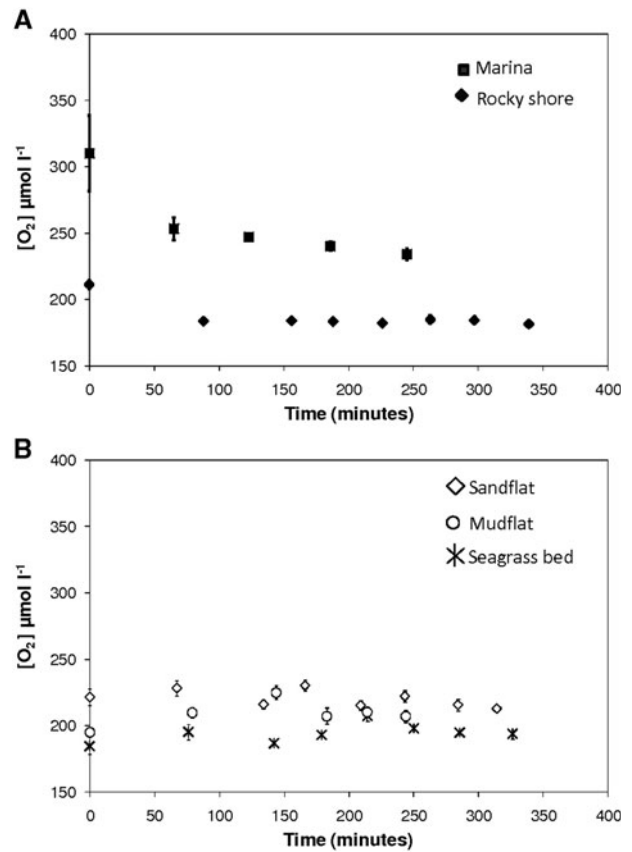 A
400
350
300
250
200
150
[O₂] µmol l⁻¹
Marina
Rocky shore
0 50 100 150 200 250 300 350 400
Time (minutes)
B
400
350
300
250
200
150
[O₂] µmol l⁻¹
Sandflat
Mudflat
Seagrass bed
0 50 100 150 200 250 300 350 400
Time (minutes)